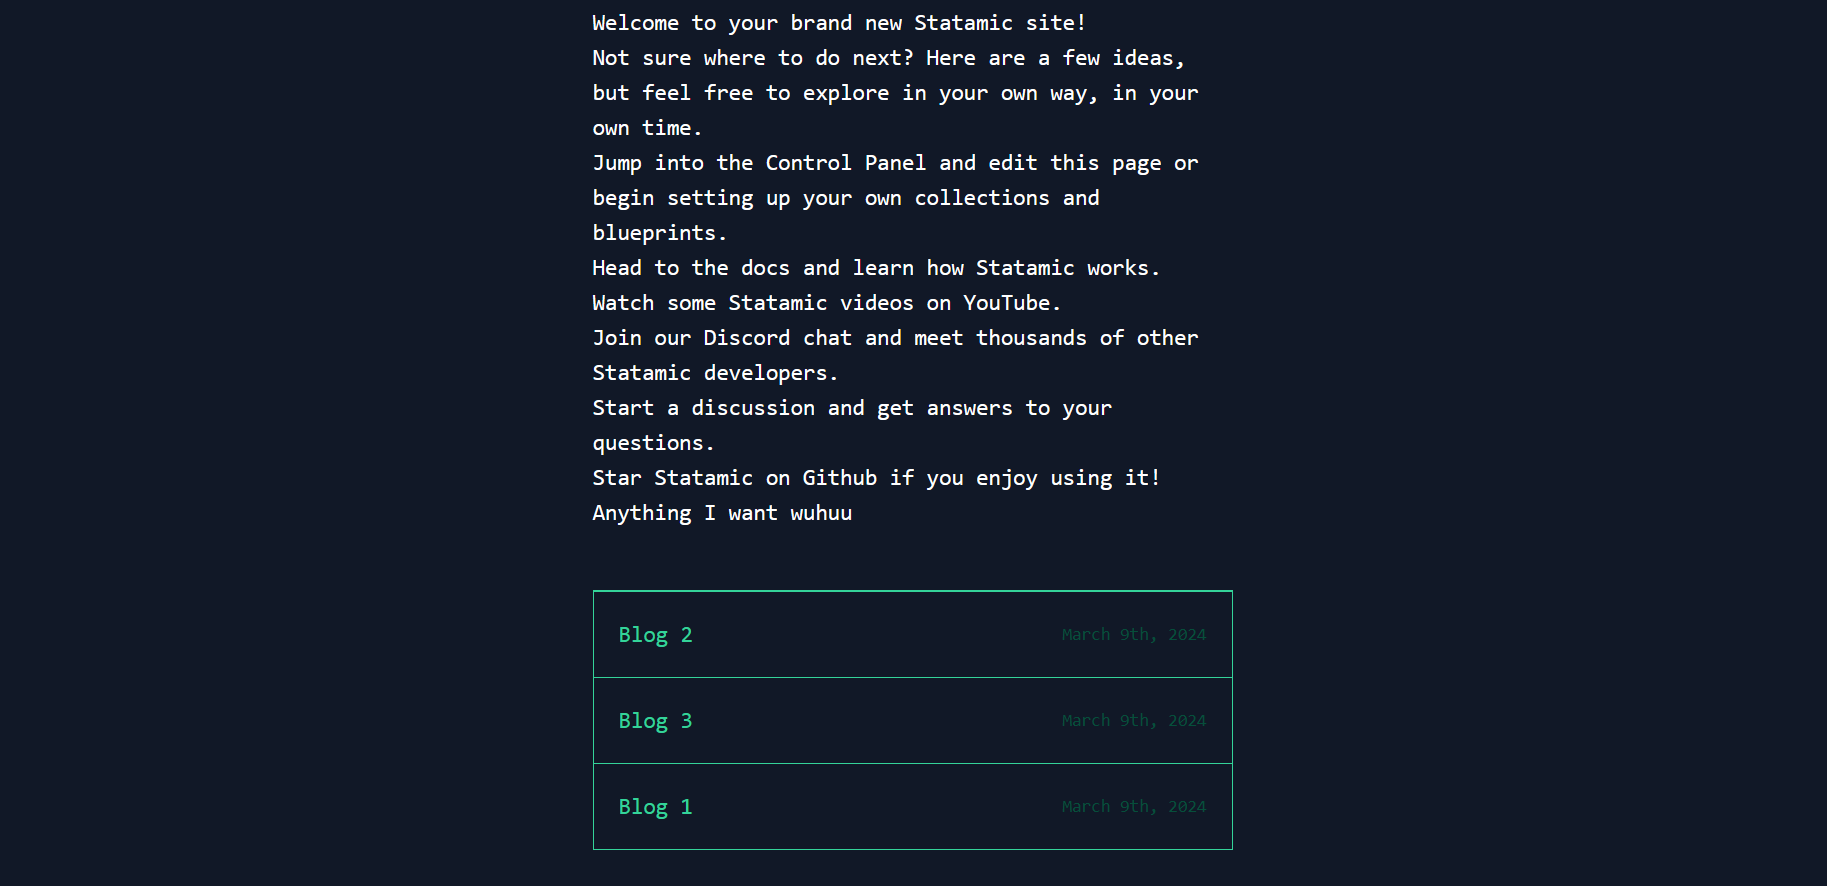 Welcome to your brand new Statamic site!
Not sure where to do next? Here are a few ideas,
but feel free to explore in your own way, in your
own time.
Jump into the Control Panel and edit this page or
begin setting up your own collections and
blueprints.
Head to the docs and learn how Statamic works.
Watch some Statamic videos on YouTube.
Join our Discord chat and meet thousands of other
Statamic developers.
Start a discussion and get answers to your
questions.
Star Statamic on Github if you enjoy using it!
Anything I want wuhuu
Blog 2 March 9th, 2024
Blog 3 March 9th, 2024
Blog 1 March 9th, 2024